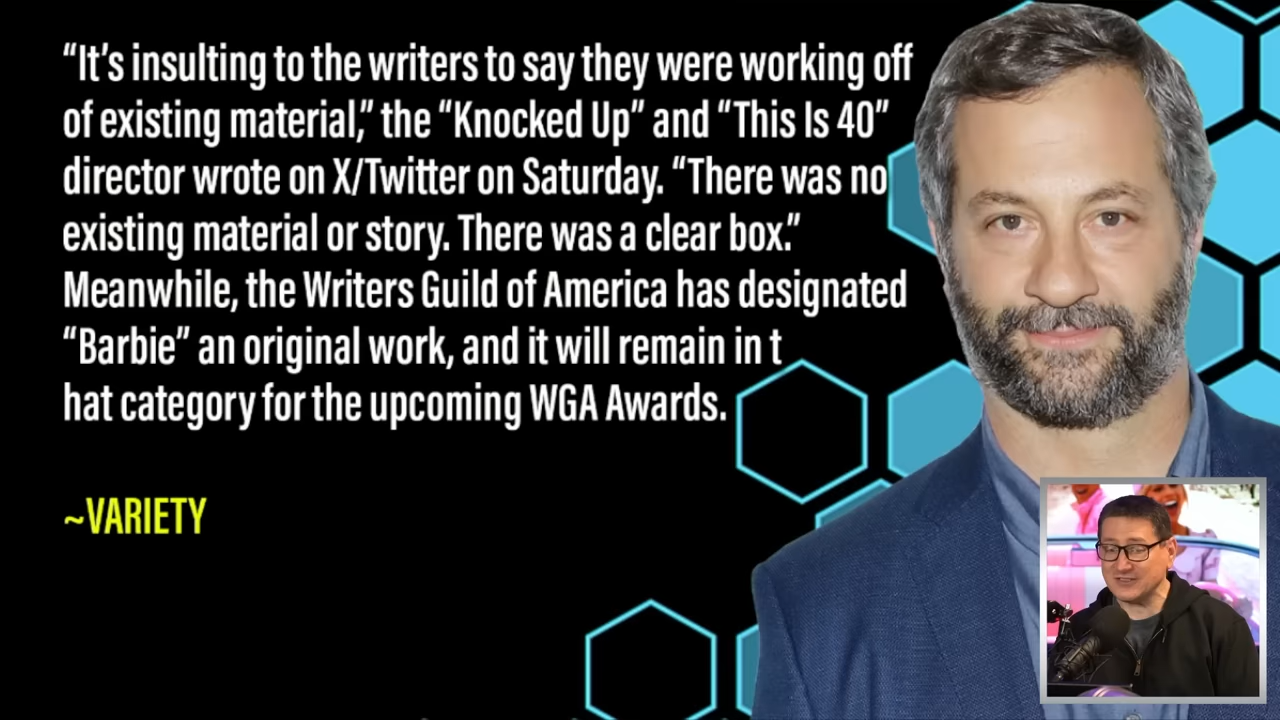 “It’s insulting to the writers to say they were working off
of existing material,” the “Knocked Up” and “This Is 40”
director wrote on X/Twitter on Saturday. “There was no
existing material or story. There was a clear box.”
Meanwhile, the Writers Guild of America has designated
“Barbie” an original work, and it will remain in t
hat category for the upcoming WGA Awards.
~VARIETY